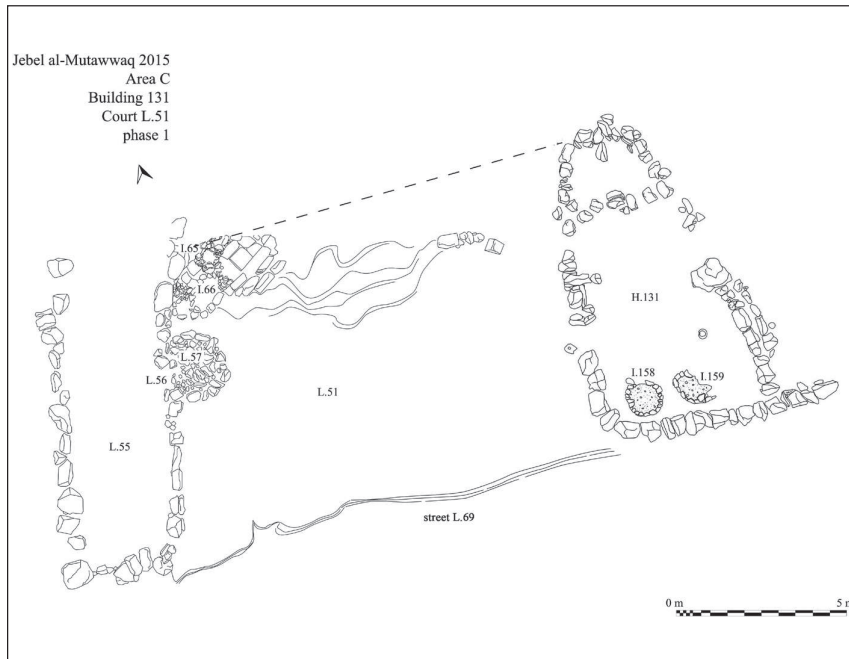 Jebel al-Mutawwaq 2015
Area C
Building 131
Court L.51
phase 1
I.65
I.66
L.57
L.56
L.51
L.55
H.131
I.158
I.159
street L.69
0 m
5 m